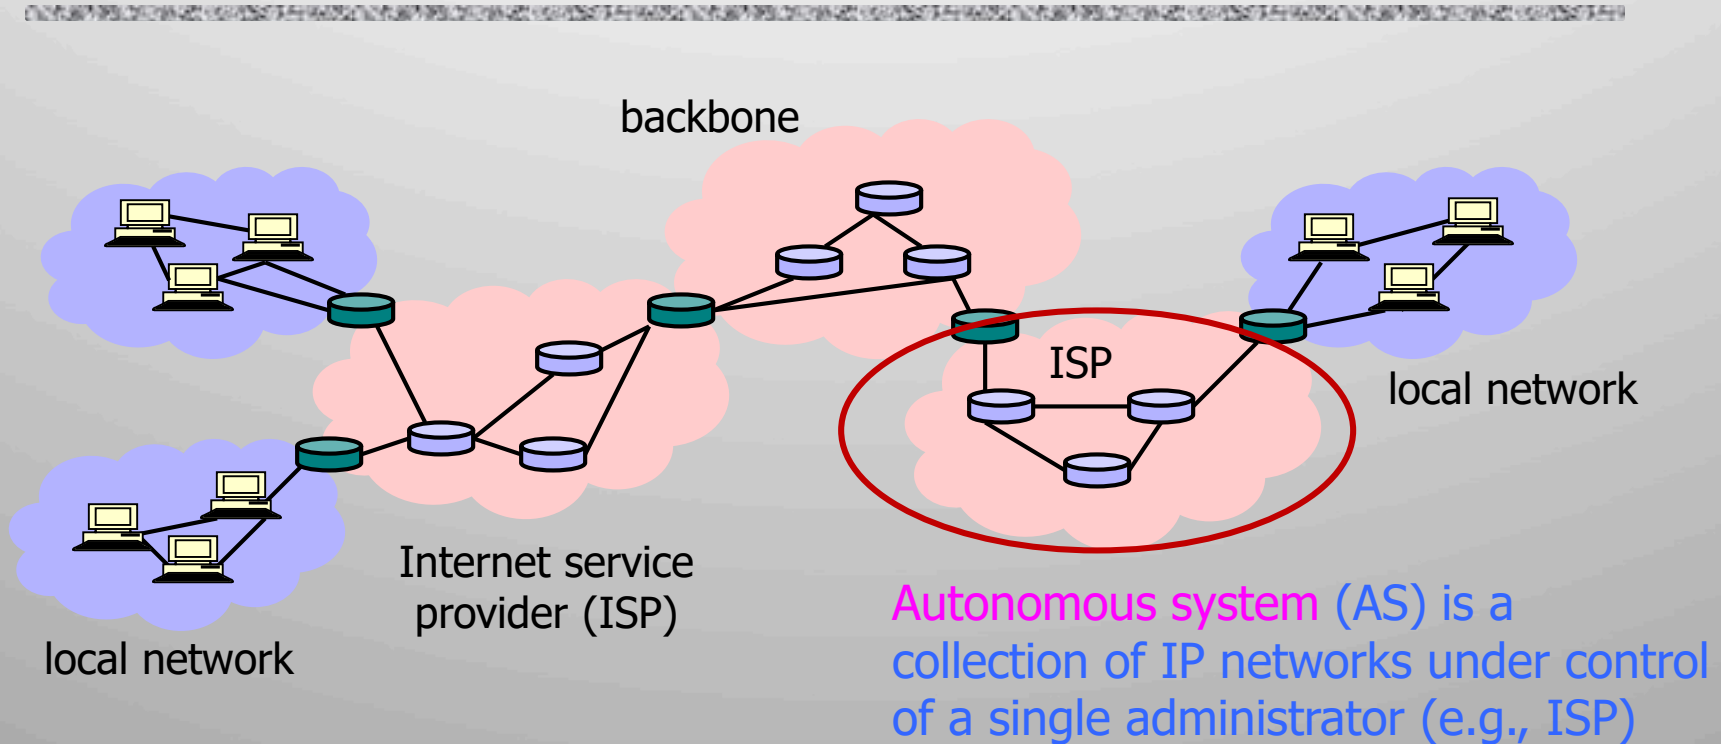 backbone
ISP
local network
Internet service
provider (ISP)
local network
Autonomous system (AS) is a
collection of IP networks under control
of a single administrator (e.g., ISP)